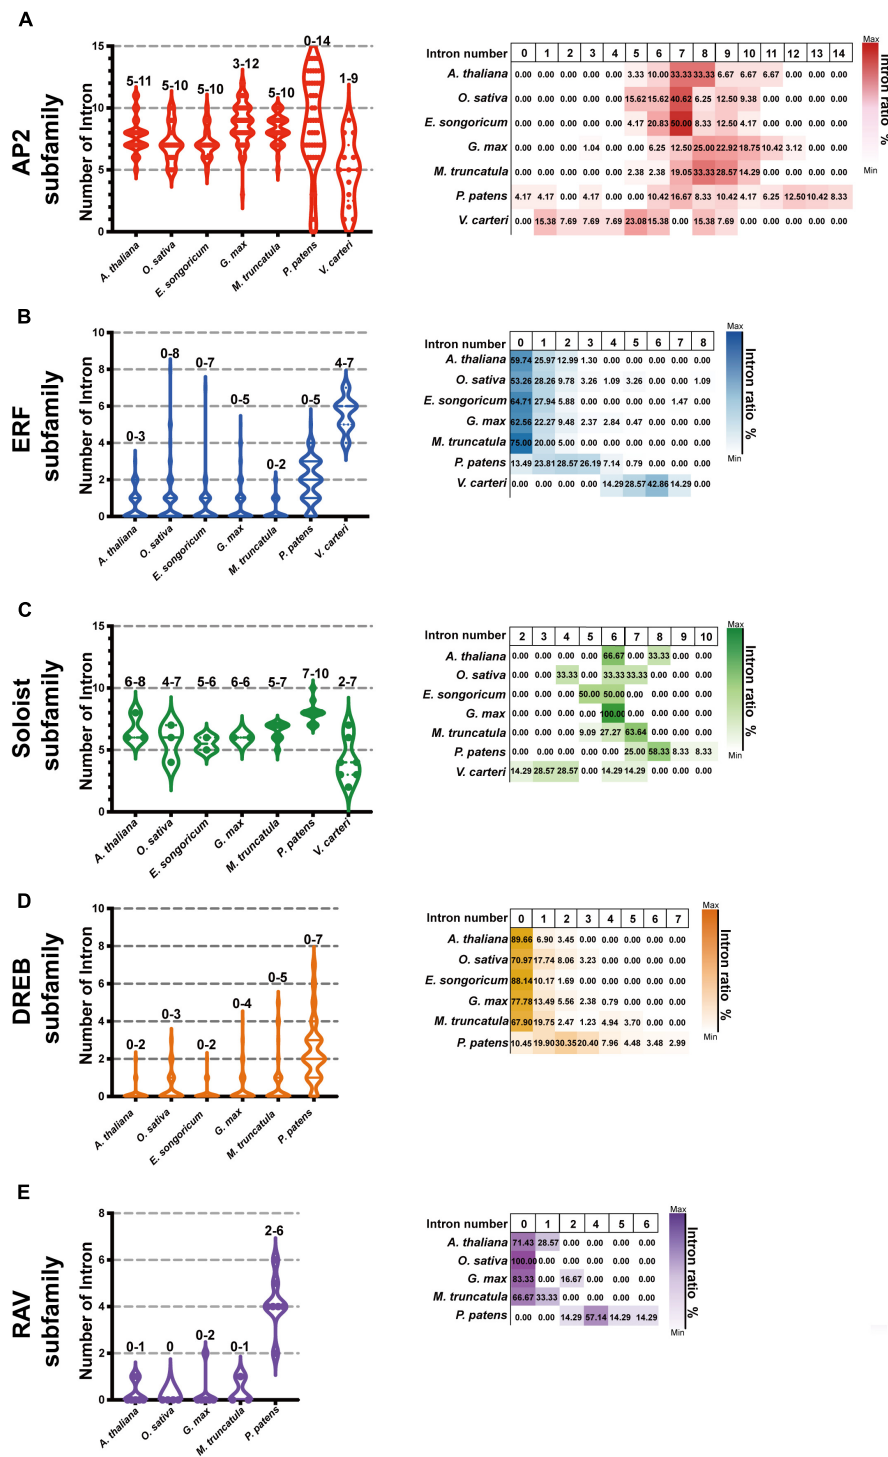 A
AP2
subfamily
Number of Intron
15
10
5
0
5-11
5-10
5-10
3-12
5-10
0-14
1-9
A. thaliana
O. sativa
E. songoricum
G. max
M. truncatula
P. patens
V. carteri
Intron number 0 1 2 3 4 5 6 7 8 9 10 11 12 13 14
A. thaliana 0.00 0.00 0.00 0.00 0.00 3.33 10.00 33.33 33.33 6.67 6.67 6.67 0.00 0.00 0.00
O. sativa 0.00 0.00 0.00 0.00 0.00 15.62 15.62 40.62 6.25 12.50 9.38 0.00 0.00 0.00 0.00
E. songoricum 0.00 0.00 0.00 0.00 0.00 4.17 20.83 50.00 8.33 12.50 4.17 0.00 0.00 0.00 0.00
G. max 0.00 0.00 0.00 1.04 0.00 0.00 6.25 12.50 25.00 22.92 18.75 10.42 3.12 0.00 0.00
M. truncatula 0.00 0.00 0.00 0.00 0.00 2.38 2.38 19.05 33.33 28.57 14.29 0.00 0.00 0.00 0.00
P. patens 4.17 4.17 0.00 4.17 0.00 0.00 10.42 16.67 8.33 10.42 4.17 6.25 12.50 10.42 8.33
V. carteri 0.00 15.38 7.69 7.69 7.69 23.08 15.38 0.00 15.38 7.69 0.00 0.00 0.00 0.00 0.00
Max
Intron ratio %
Min
B
ERF
subfamily
Number of Intron
10
8
6
4
2
0
0-3
0-8
0-7
0-5
0-2
0-5
4-7
A. thaliana
O. sativa
E. songoricum
G. max
M. truncatula
P. patens
V. carteri
Intron number 0 1 2 3 4 5 6 7 8
A. thaliana 59.74 25.97 12.99 1.30 0.00 0.00 0.00 0.00 0.00
O. sativa 53.26 28.26 9.78 3.26 1.09 3.26 0.00 0.00 1.09
E. songoricum 64.71 27.94 5.88 0.00 0.00 0.00 0.00 1.47 0.00
G. max 62.56 22.27 9.48 2.37 2.84 0.47 0.00 0.00 0.00
M. truncatula 75.00 20.00 5.00 0.00 0.00 0.00 0.00 0.00 0.00
P. patens 13.49 23.81 28.57 26.19 7.14 0.79 0.00 0.00 0.00
V. carteri 0.00 0.00 0.00 0.00 14.29 28.57 42.86 14.29 0.00
Max
Intron ratio %
Min
C
Soloist
subfamily
Number of Intron
15
10
5
0
6-8
4-7
5-6
6-6
5-7
7-10
2-7
A. thaliana
O. sativa
E. songoricum
G. max
M. truncatula
P. patens
V. carteri
Intron number 2 3 4 5 6 7 8 9 10
A. thaliana 0.00 0.00 0.00 0.00 66.67 0.00 33.33 0.00 0.00
O. sativa 0.00 0.00 33.33 0.00 33.33 33.33 0.00 0.00 0.00
E. songoricum 0.00 0.00 0.00 50.00 50.00 0.00 0.00 0.00 0.00
G. max 0.00 0.00 0.00 0.00 100.00 0.00 0.00 0.00 0.00
M. truncatula 0.00 0.00 0.00 9.09 27.27 63.64 0.00 0.00 0.00
P. patens 0.00 0.00 0.00 0.00 0.00 25.00 58.33 8.33 8.33
V. carteri 14.29 28.57 28.57 0.00 14.29 14.29 0.00 0.00 0.00
Max
Intron ratio %
Min
D
DREB
subfamily
Number of Intron
10
8
6
4
2
0
0-2
0-3
0-2
0-4
0-5
0-7
A. thaliana
O. sativa
E. songoricum
G. max
M. truncatula
P. patens
Intron number 0 1 2 3 4 5 6 7
A. thaliana 89.66 6.90 3.45 0.00 0.00 0.00 0.00 0.00
O. sativa 70.97 17.74 8.06 3.23 0.00 0.00 0.00 0.00
E. songoricum 88.14 10.17 1.69 0.00 0.00 0.00 0.00 0.00
G. max 77.78 13.49 5.56 2.38 0.79 0.00 0.00 0.00
M. truncatula 67.90 19.75 2.47 1.23 4.94 3.70 0.00 0.00
P. patens 10.45 19.90 30.35 20.40 7.96 4.48 3.48 2.99
Max
Intron ratio %
Min
E
RAV
subfamily
Number of Intron
8
6
4
2
0
0-1
0
0-2
0-1
2-6
A. thaliana
O. sativa
G. max
M. truncatula
P. patens
Intron number 0 1 2 4 5 6
A. thaliana 71.43 28.57 0.00 0.00 0.00 0.00
O. sativa 100.00 0.00 0.00 0.00 0.00 0.00
G. max 83.33 0.00 16.67 0.00 0.00 0.00
M. truncatula 66.67 33.33 0.00 0.00 0.00 0.00
P. patens 0.00 0.00 14.29 57.14 14.29 14.29
Max
Intron ratio %
Min